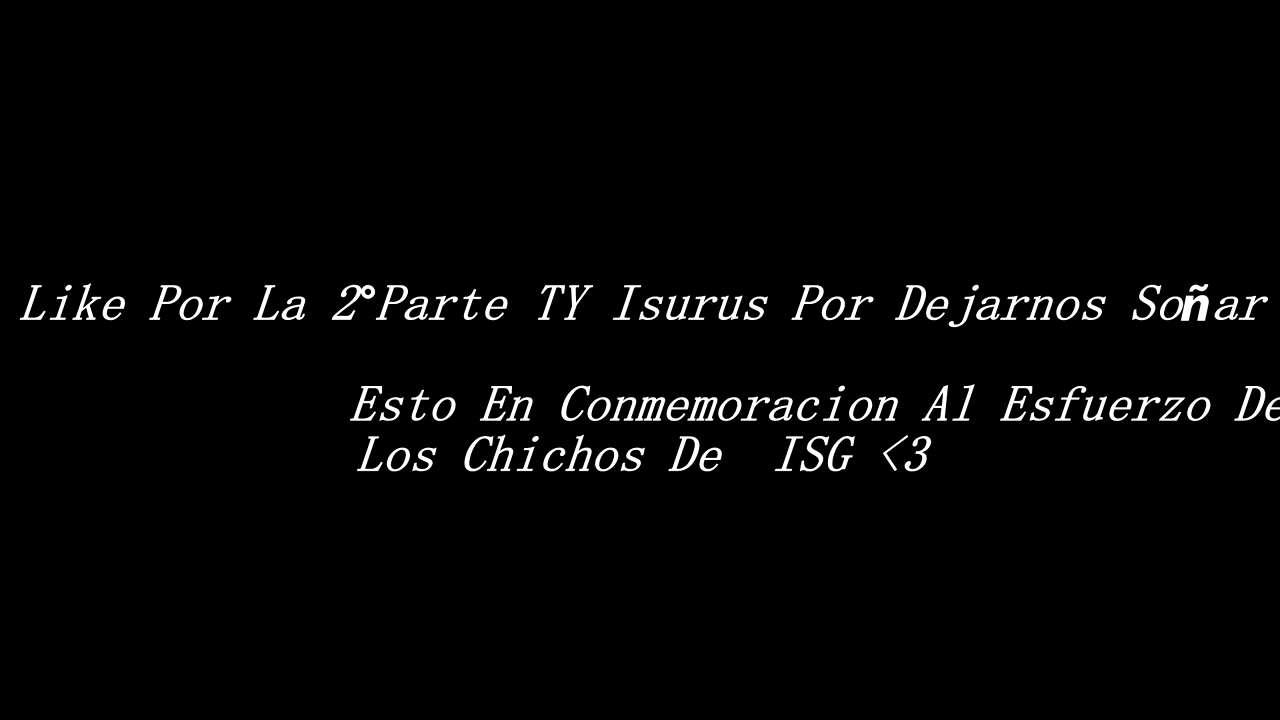 Like Por La 2°Parte TY Isurus Por Dejarnos Soñar
Esto En Conmemoracion Al Esfuerzo De
Los Chichos De ISG <3